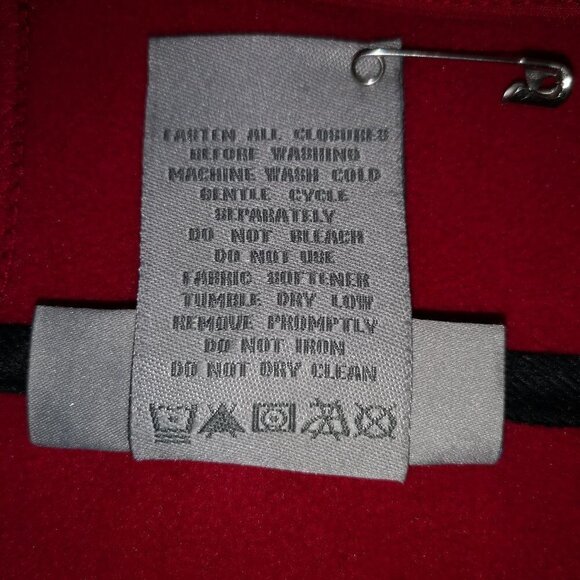 FASTEN ALL CLOSURES
BEFORE WASHING
MACHINE WASH COLD
GENTLE CYCLE
SEPARATELY
DO NOT BLEACH
DO NOT USE
FABRIC SOFTENER
TUMBLE DRY LOW
REMOVE PROMPTLY
DO NOT IRON
DO NOT DRY CLEAN